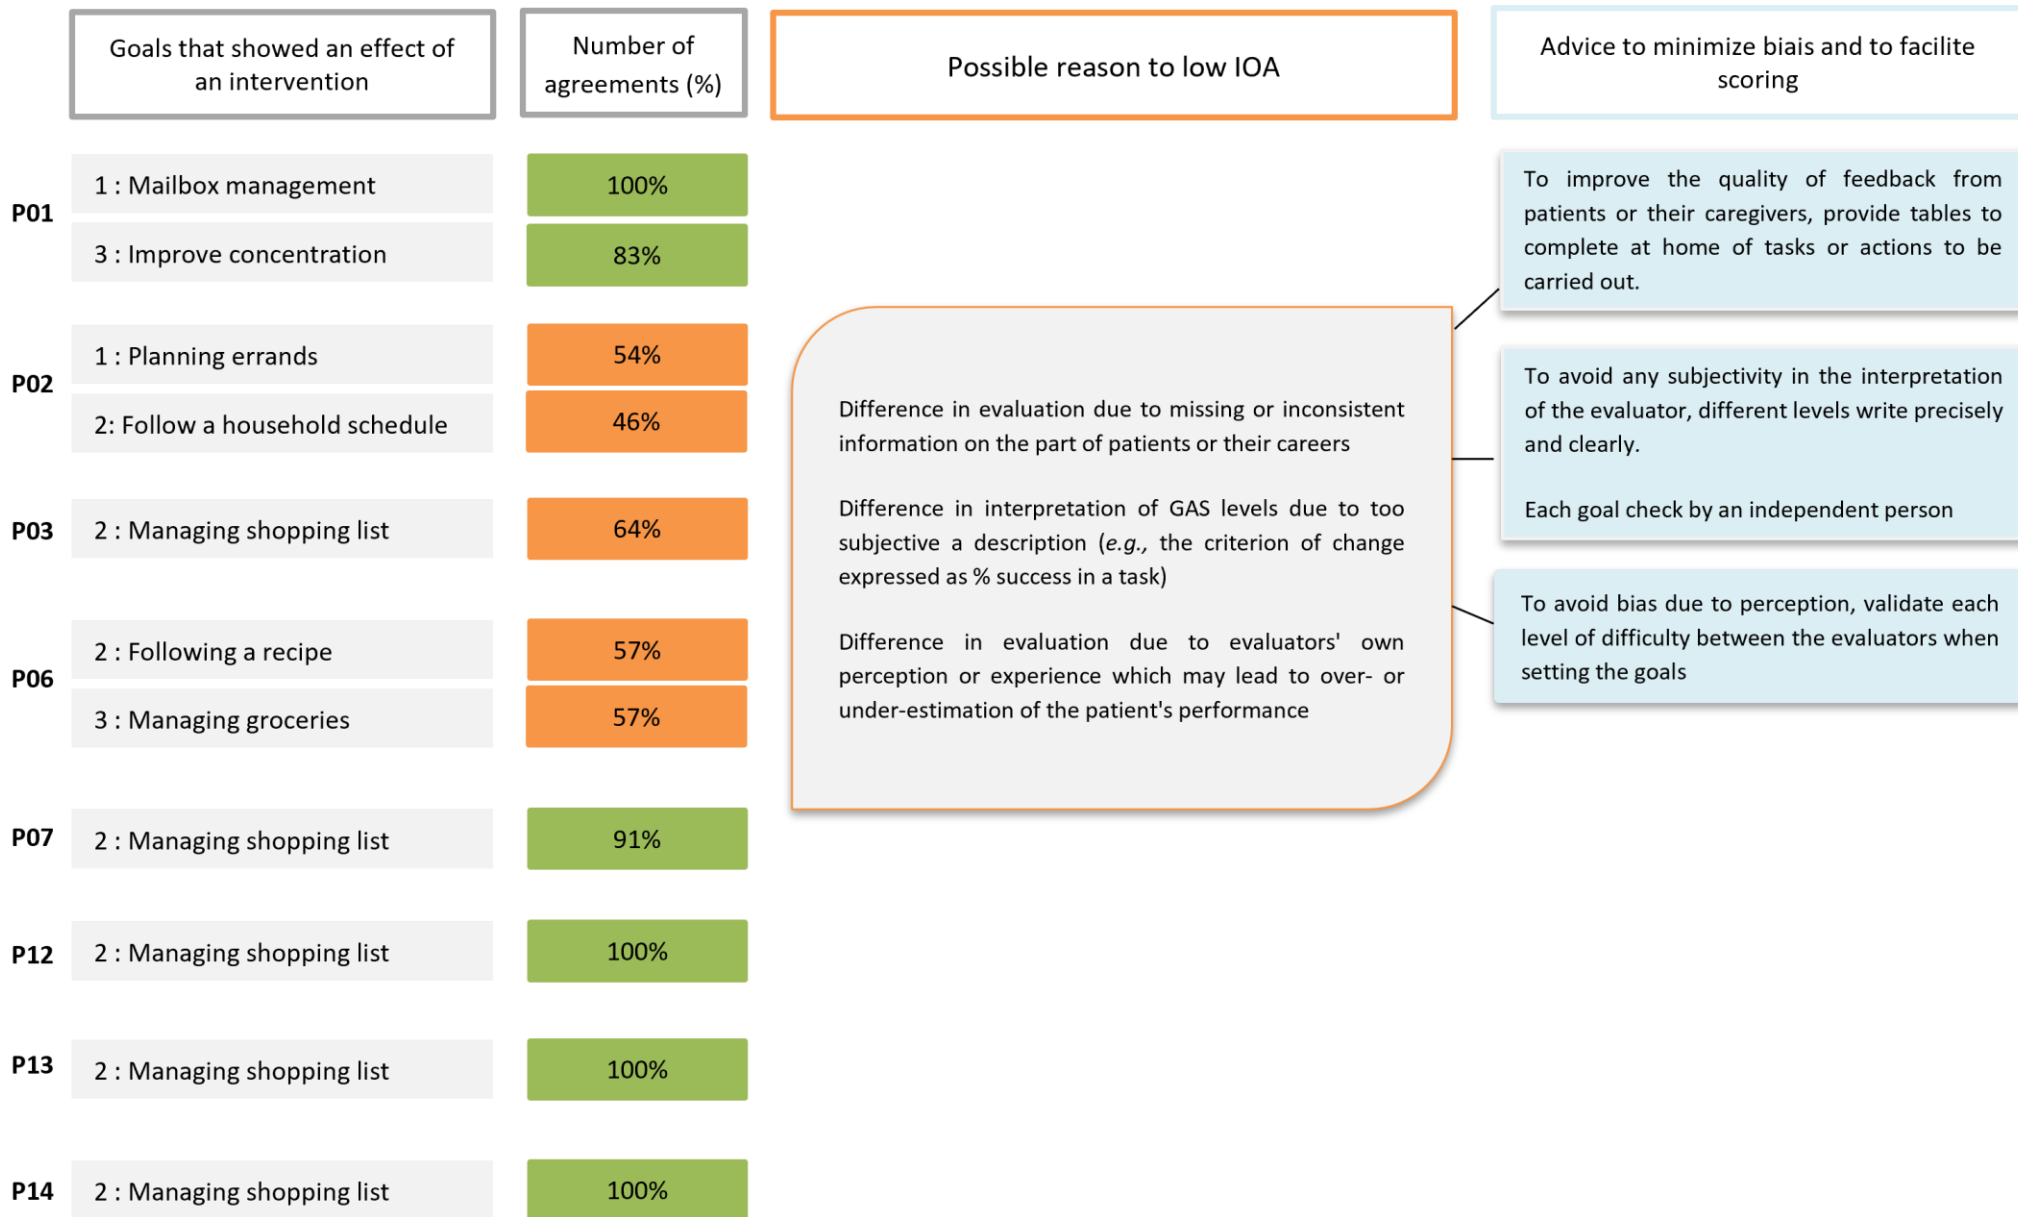 Goals that showed an effect of
an intervention
Number of
agreements (%)
Possible reason to low IOA
Advice to minimize biais and to facilite
scoring
P01
1 : Mailbox management
100%
3 : Improve concentration
83%
P02
1 : Planning errands
54%
2: Follow a household schedule
46%
P03
2 : Managing shopping list
64%
P06
2 : Following a recipe
57%
3 : Managing groceries
57%
P07
2 : Managing shopping list
91%
P12
2 : Managing shopping list
100%
P13
2 : Managing shopping list
100%
P14
2 : Managing shopping list
100%
Difference in evaluation due to missing or inconsistent
information on the part of patients or their careers
Difference in interpretation of GAS levels due to too
subjective a description (e.g., the criterion of change
expressed as % success in a task)
Difference in evaluation due to evaluators' own
perception or experience which may lead to over- or
under-estimation of the patient's performance
To improve the quality of feedback from
patients or their caregivers, provide tables to
complete at home of tasks or actions to be
carried out.
To avoid any subjectivity in the interpretation
of the evaluator, different levels write precisely
and clearly.
Each goal check by an independent person
To avoid bias due to perception, validate each
level of difficulty between the evaluators when
setting the goals